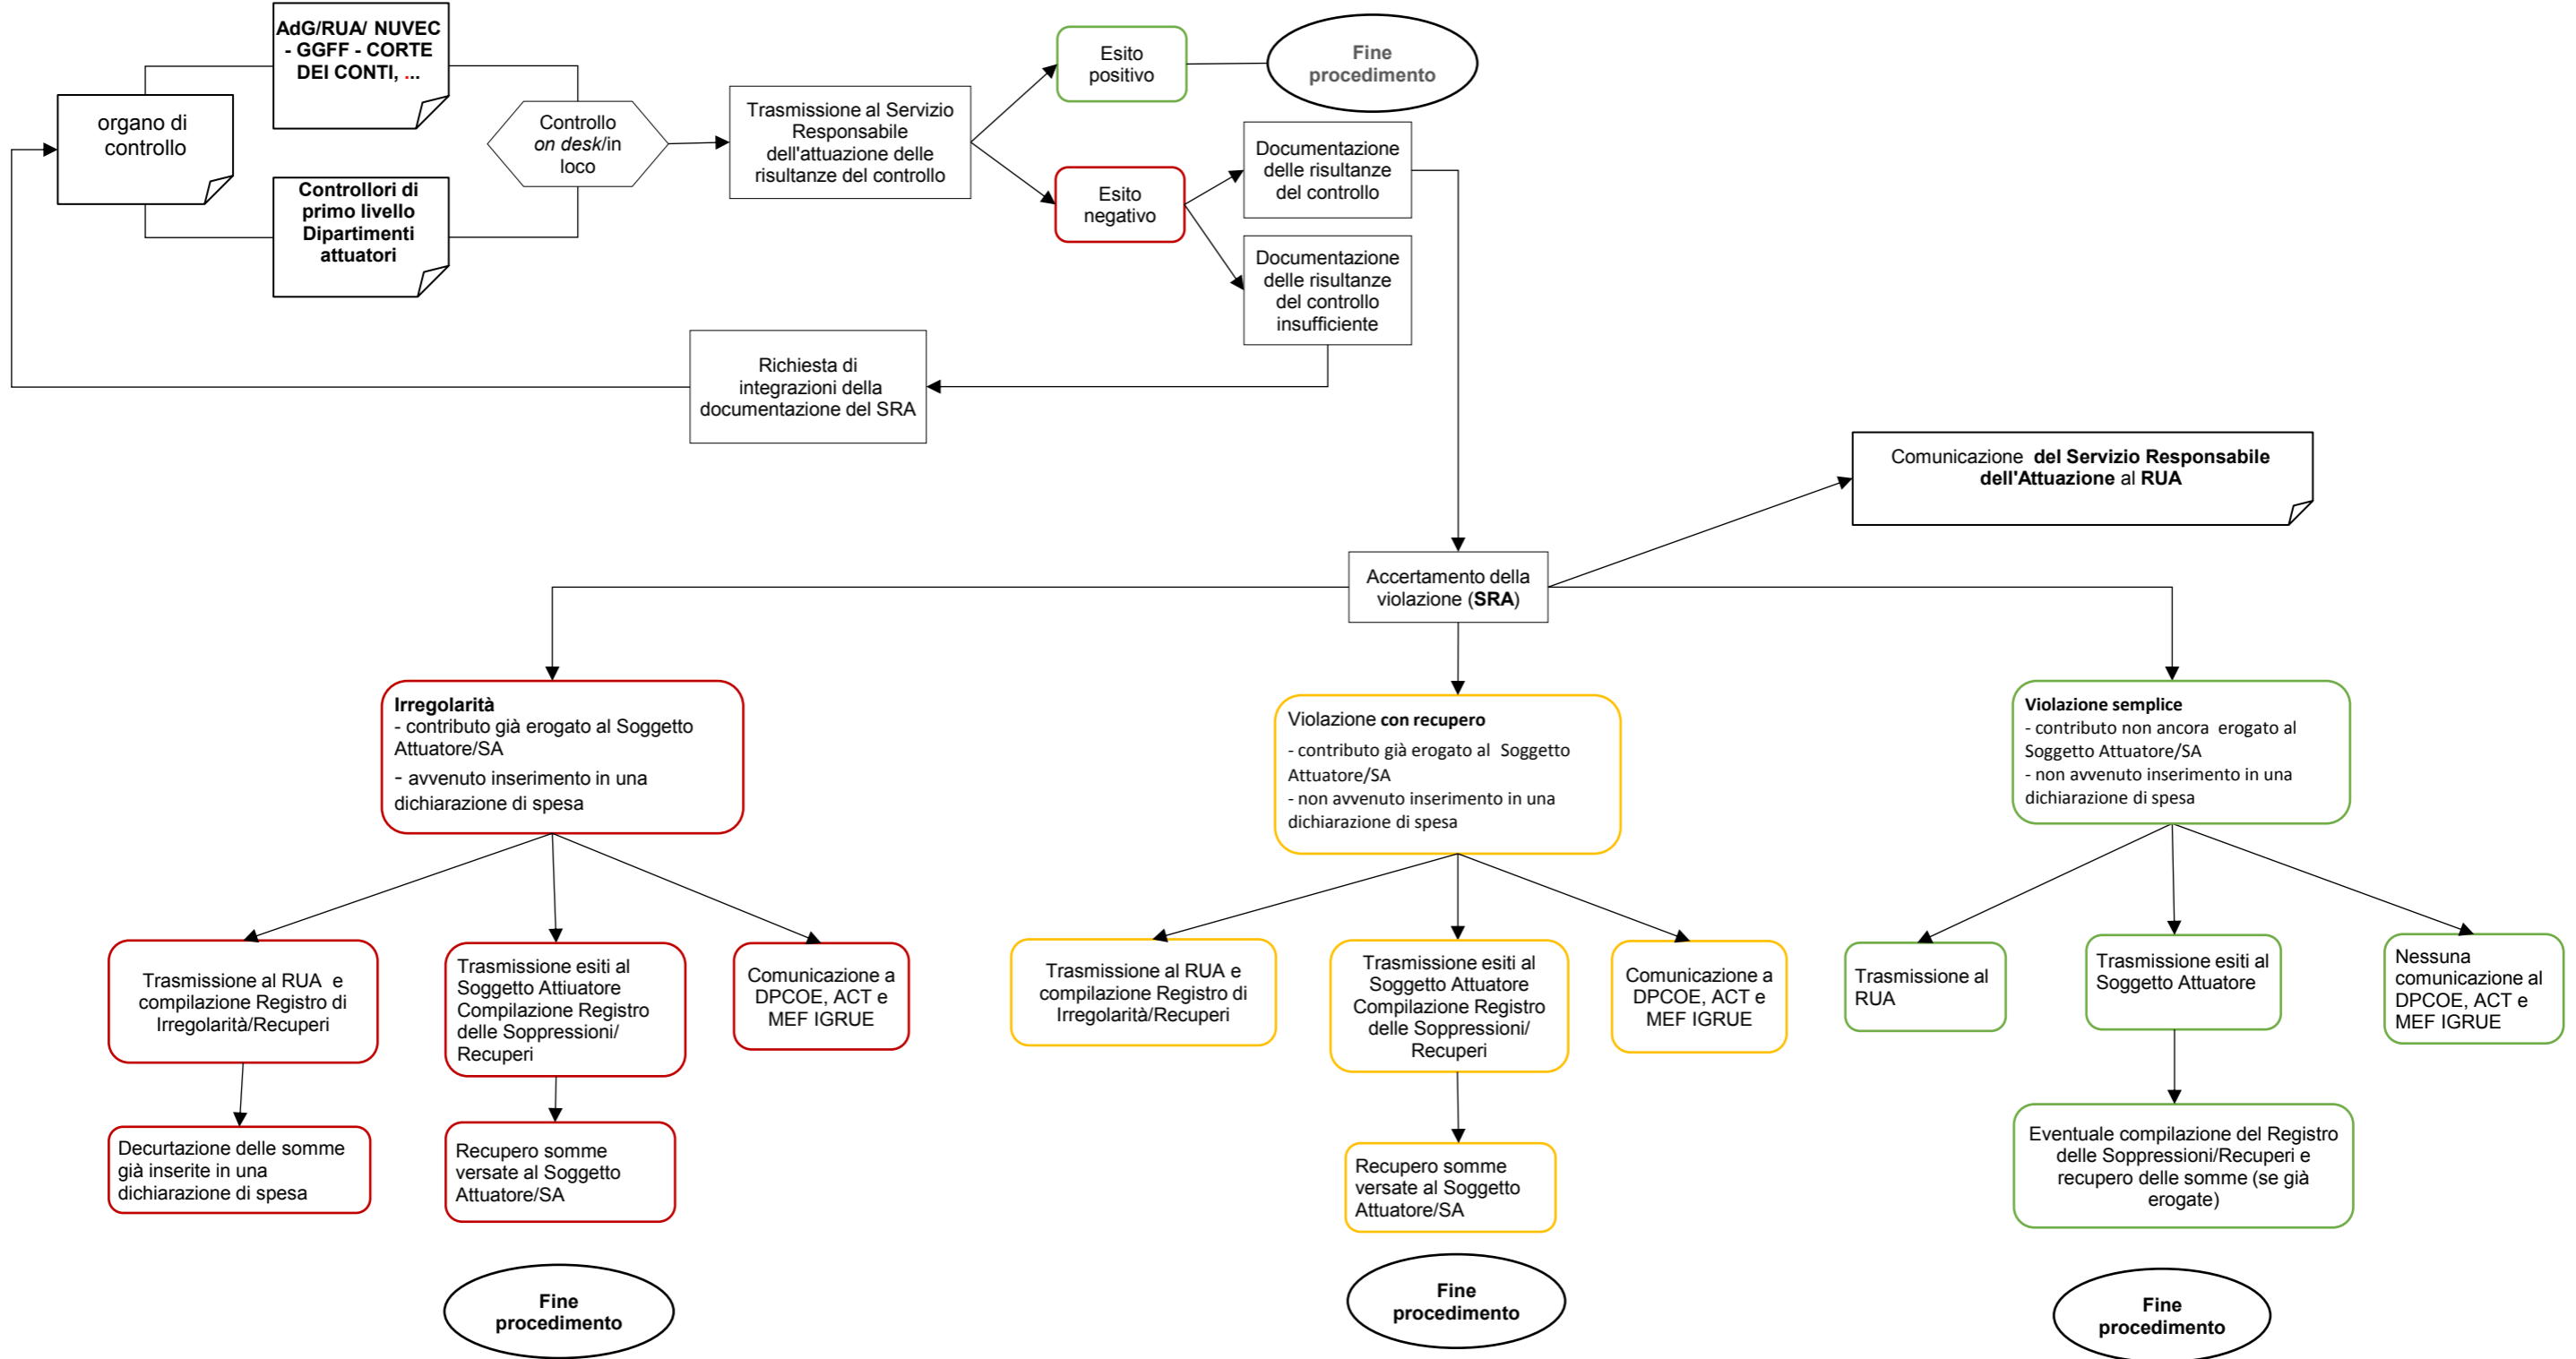 AdG/RUA/ NUVEC
- GGFF - CORTE
DEI CONTI, ...
organo di
controllo
Controllori di
primo livello
Dipartimenti
attuatori
Controllo
on desk/in
loco
Trasmissione al Servizio
Responsabile
dell'attuazione delle
risultanze del controllo
Esito
positivo
Fine
procedimento
Esito
negativo
Documentazione
delle risultanze
del controllo
Documentazione
delle risultanze
del controllo
insufficiente
Richiesta di
integrazioni della
documentazione del SRA
Comunicazione  del Servizio Responsabile
dell'Attuazione al RUA
Accertamento della
violazione (SRA)
Irregolarità
- contributo già erogato al Soggetto
Attuatore/SA
- avvenuto inserimento in una
dichiarazione di spesa
Violazione con recupero
- contributo già erogato al  Soggetto
Attuatore/SA
- non avvenuto inserimento in una
dichiarazione di spesa
Violazione semplice
- contributo non ancora  erogato al
Soggetto Attuatore/SA
- non avvenuto inserimento in una
dichiarazione di spesa
Trasmissione al RUA  e
compilazione Registro di
Irregolarità/Recuperi
Trasmissione esiti al
Soggetto Attiuatore
Compilazione Registro
delle Soppressioni/
Recuperi
Comunicazione a
DPCOE, ACT e
MEF IGRUE
Trasmissione al RUA e
compilazione Registro di
Irregolarità/Recuperi
Trasmissione esiti al
Soggetto Attuatore
Compilazione Registro
delle Soppressioni/
Recuperi
Comunicazione a
DPCOE, ACT e
MEF IGRUE
Trasmissione al
RUA
Trasmissione esiti al
Soggetto Attuatore
Nessuna
comunicazione al
DPCOE, ACT e
MEF IGRUE
Decurtazione delle somme
già inserite in una
dichiarazione di spesa
Recupero somme
versate al Soggetto
Attuatore/SA
Recupero somme
versate al Soggetto
Attuatore/SA
Eventuale compilazione del Registro
delle Soppressioni/Recuperi e
recupero delle somme (se già
erogate)
Fine
procedimento
Fine
procedimento
Fine
procedimento